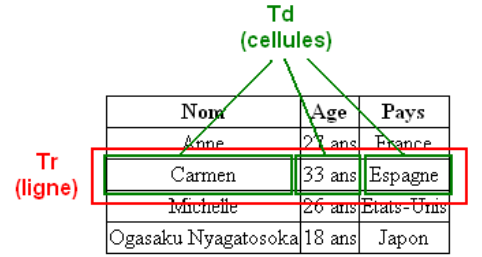 Td
(cellules)
Nom Age Pays
Anne 27 ans France
Tr
(ligne)
Carmen 33 ans Espagne
Michelle 26 ans Etats-Unis
Ogasaku Nyagatosoka 18 ans Japon